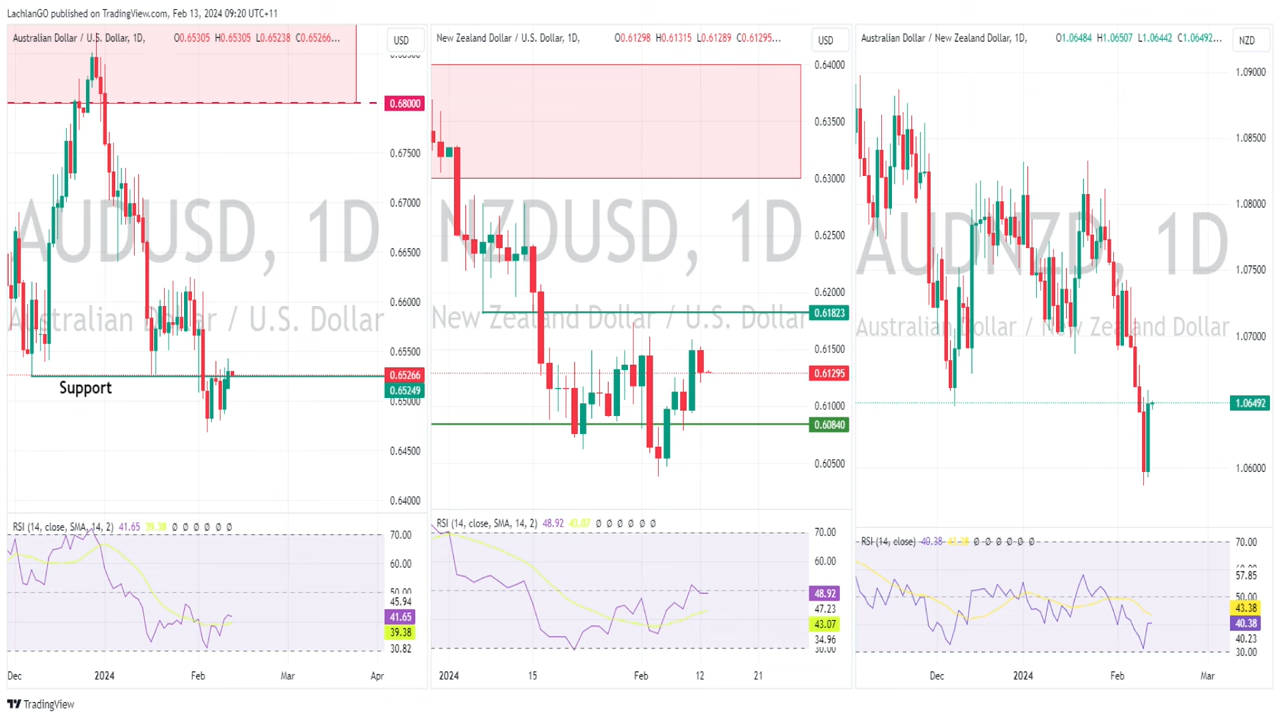 LachlanGO published on TradingView.com, Feb 13, 2024 09:20 UTC+11
Australian Dollar / U.S. Dollar, 1D, O0.65305 H0.65305 L0.65238 C0.65266...
USD
0.68000
0.67500
0.67000
0.66500
0.66000
0.65500
0.65266
0.65249
0.65000
0.64500
0.64000
AUDUSD, 1D
Australian Dollar / U.S. Dollar
Support
RSI (14, close, SMA, 14, 2) 41.65 39.38 Ø Ø Ø Ø Ø Ø
70.00
60.00
50.00
45.94
41.65
39.38
30.82
Dec 2024 Feb Mar Apr
New Zealand Dollar / U.S. Dollar, 1D, O0.61298 H0.61315 L0.61289 C0.61295...
USD
0.64000
0.63500
0.63000
0.62500
0.62000
0.61823
0.61500
0.61295
0.61000
0.60840
0.60500
NZDUSD, 1D
New Zealand Dollar / U.S. Dollar
RSI (14, close, SMA, 14, 2) 48.92 43.07 Ø Ø Ø Ø Ø Ø
70.00
60.00
48.92
47.23
43.07
34.96
30.00
2024 15 Feb 12 21
Australian Dollar / New Zealand Dollar, 1D, O1.06484 H1.06507 L1.06442 C1.06492...
NZD
1.09000
1.08500
1.08000
1.07500
1.07000
1.06492
1.06000
AUDNZD, 1D
Australian Dollar / New Zealand Dollar
RSI (14, close) 40.38 43.38 Ø Ø Ø Ø Ø Ø
70.00
57.85
50.00
43.38
40.38
40.23
30.00
Dec 2024 Feb Mar
TradingView